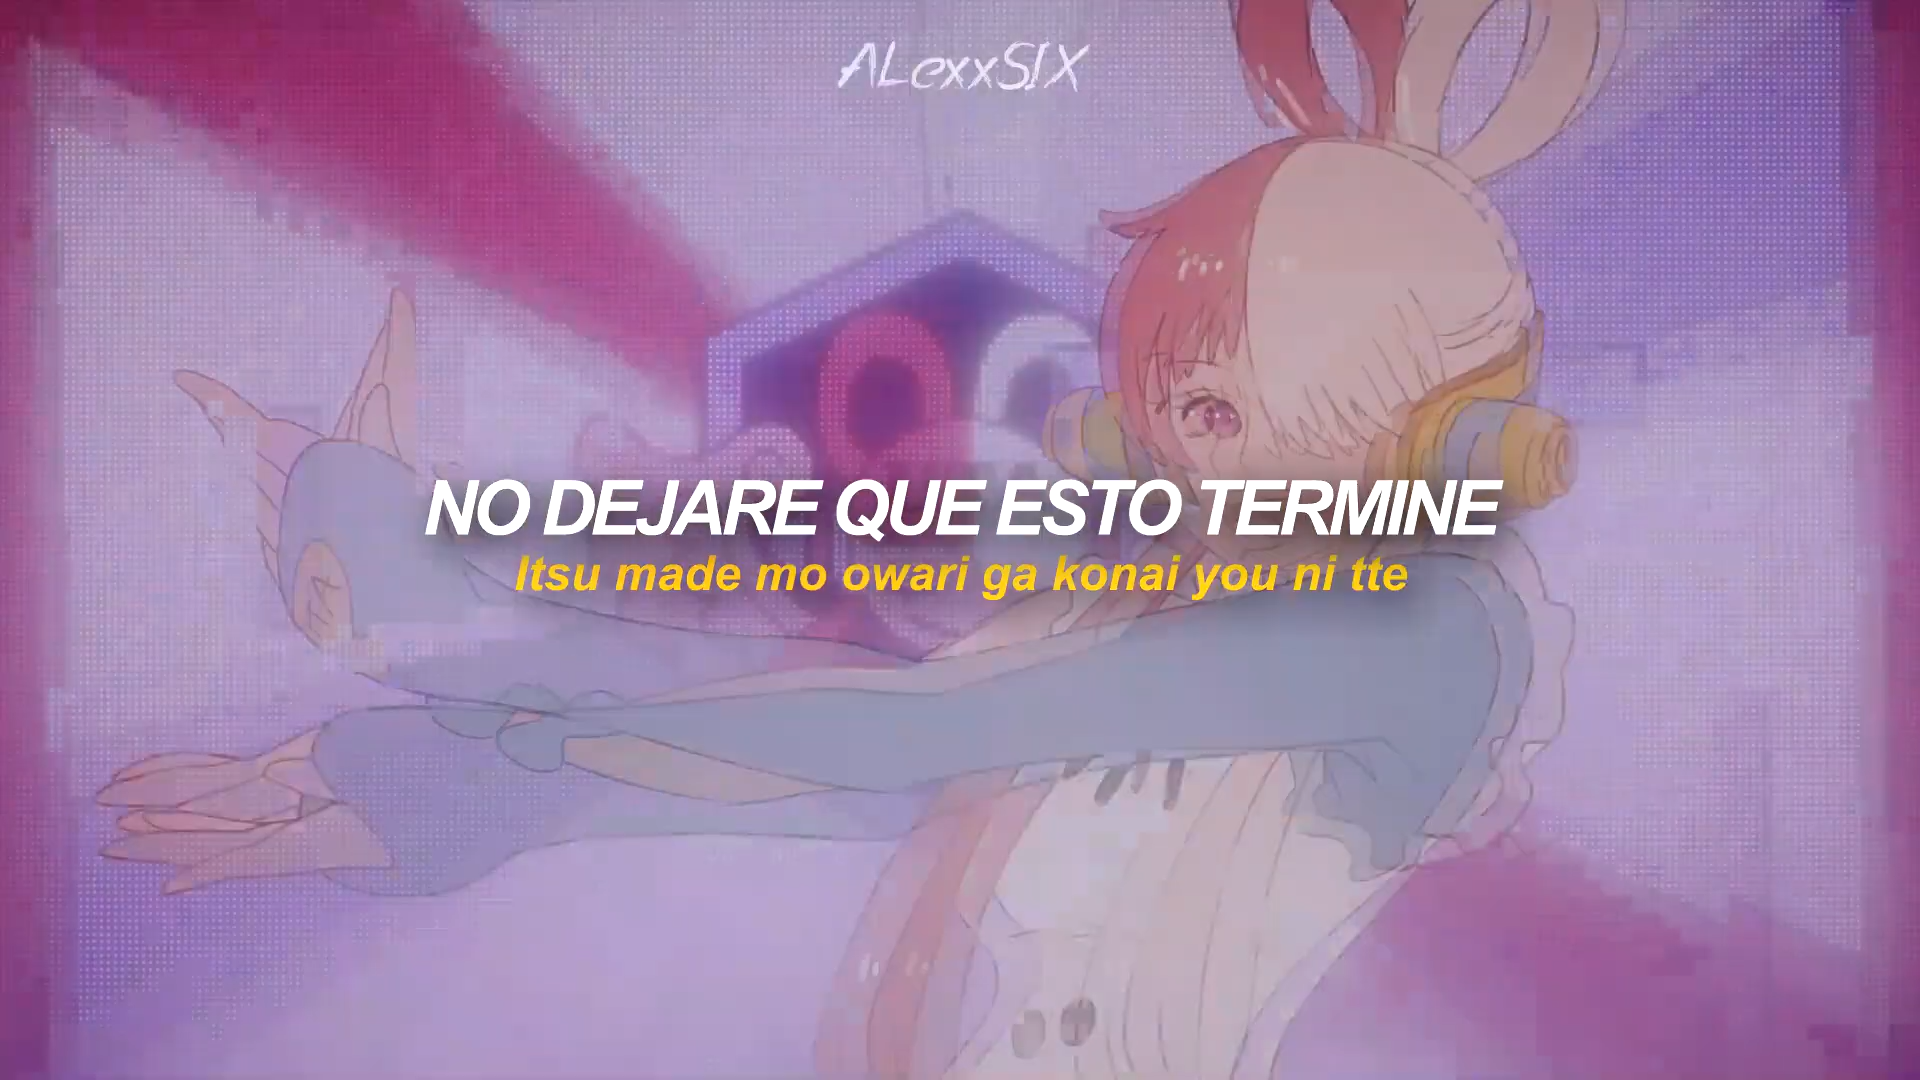 ALexxSIX
NO DEJARE QUE ESTO TERMINE
Itsu made mo owari ga konai you ni tte